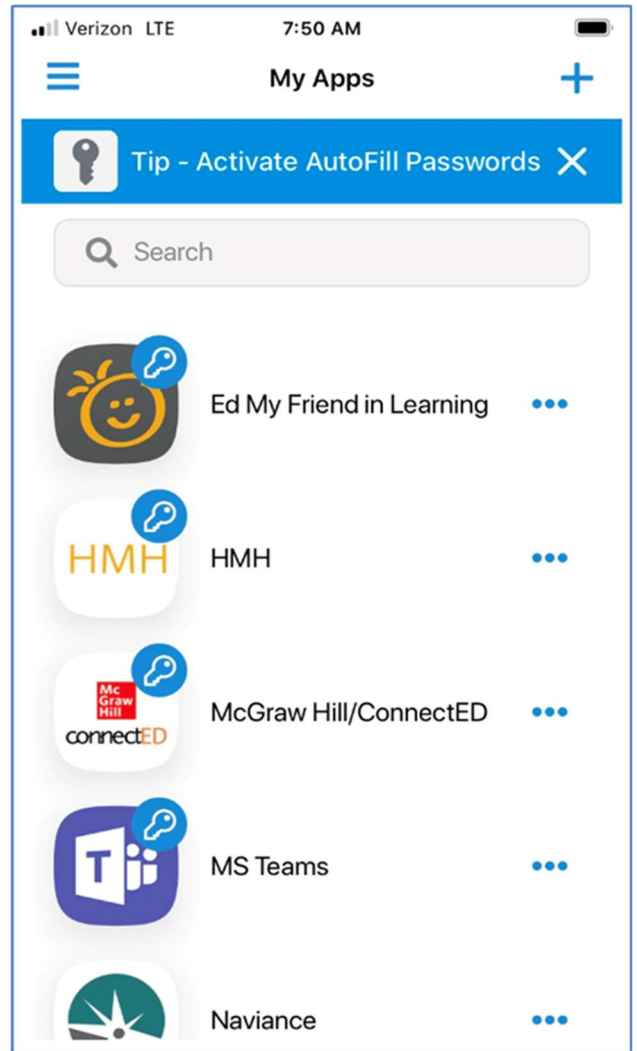 Verizon LTE 7:50 AM
My Apps
Tip - Activate AutoFill Passwords
Search
Ed My Friend in Learning
HMH
HMH
Mc
Graw
Hill
connectED
McGraw Hill/ConnectED
T
MS Teams
Naviance